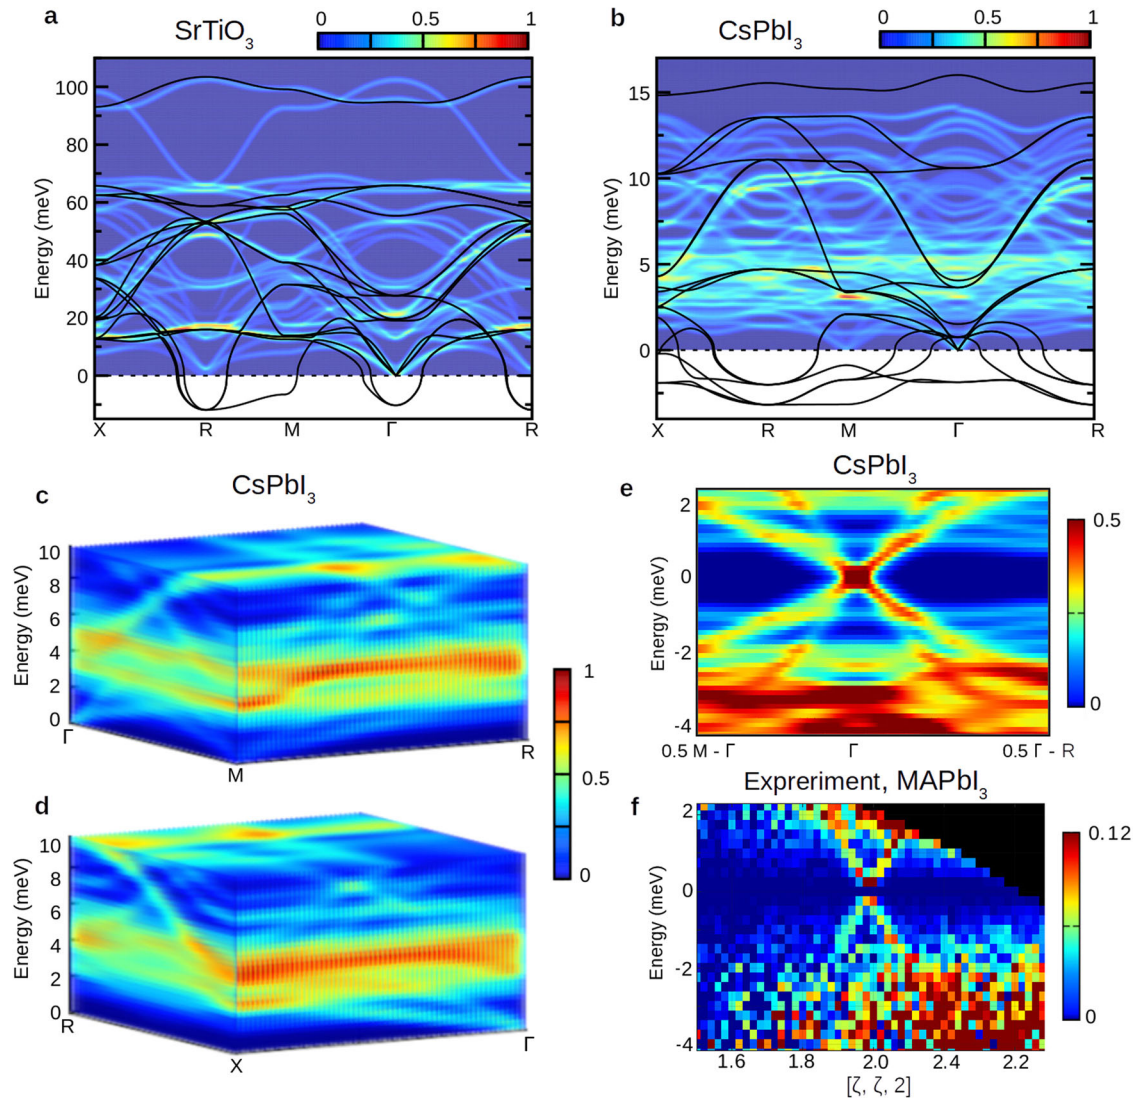 a
SrTiO3
0 0.5 1
Energy (meV)
100
80
60
40
20
0
X R M Γ R
b
CsPbI3
0 0.5 1
Energy (meV)
15
10
5
0
X R M Γ R
c
CsPbI3
Energy (meV)
10
8
6
4
2
0
Γ
M
R
1
0.5
0
d
Energy (meV)
10
8
6
4
2
0
R
X
Γ
e
CsPbI3
Energy (meV)
2
0
-2
-4
0.5 M - Γ Γ 0.5 Γ - R
0.5
0
f
Expreriment, MAPbI3
Energy (meV)
2
0
-2
-4
1.6 1.8 2.0 2.4 2.2
[ζ, ζ, 2]
0.12
0